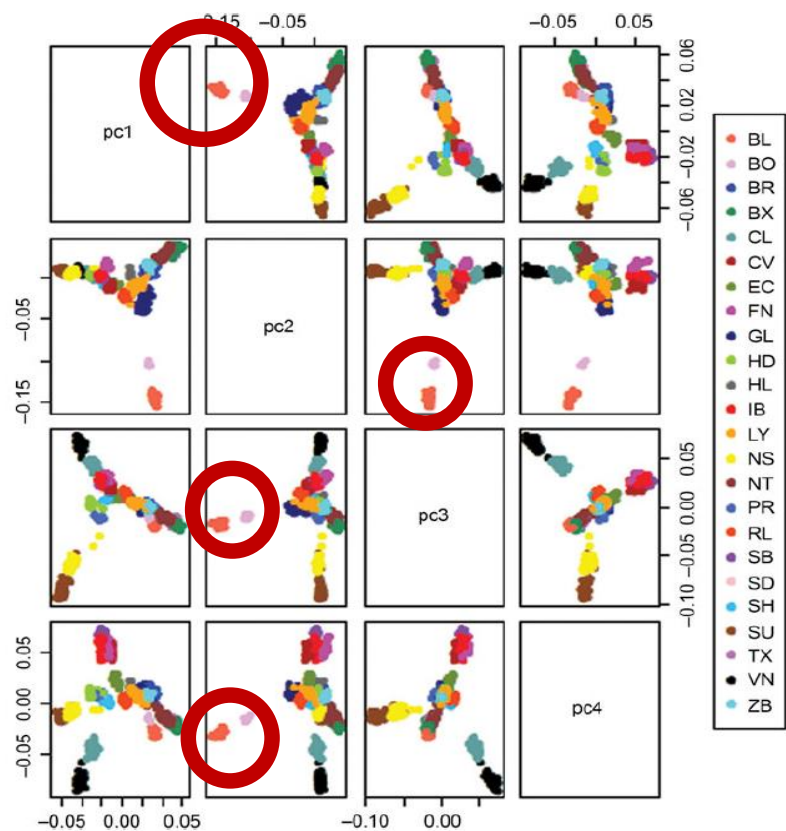 0.15 −0.05 −0.05 0.05
pc1
0.06
0.02
−0.02
−0.06
−0.05
−0.15
pc2
pc3
0.05
0.00
−0.05
−0.10
0.05
0.00
−0.05
pc4
−0.05 0.00 0.05 −0.10 0.00
BL
BO
BR
BX
CL
CV
EC
FN
GL
HD
HL
IB
LY
NS
NT
PR
RL
SB
SD
SH
SU
TX
VN
ZB